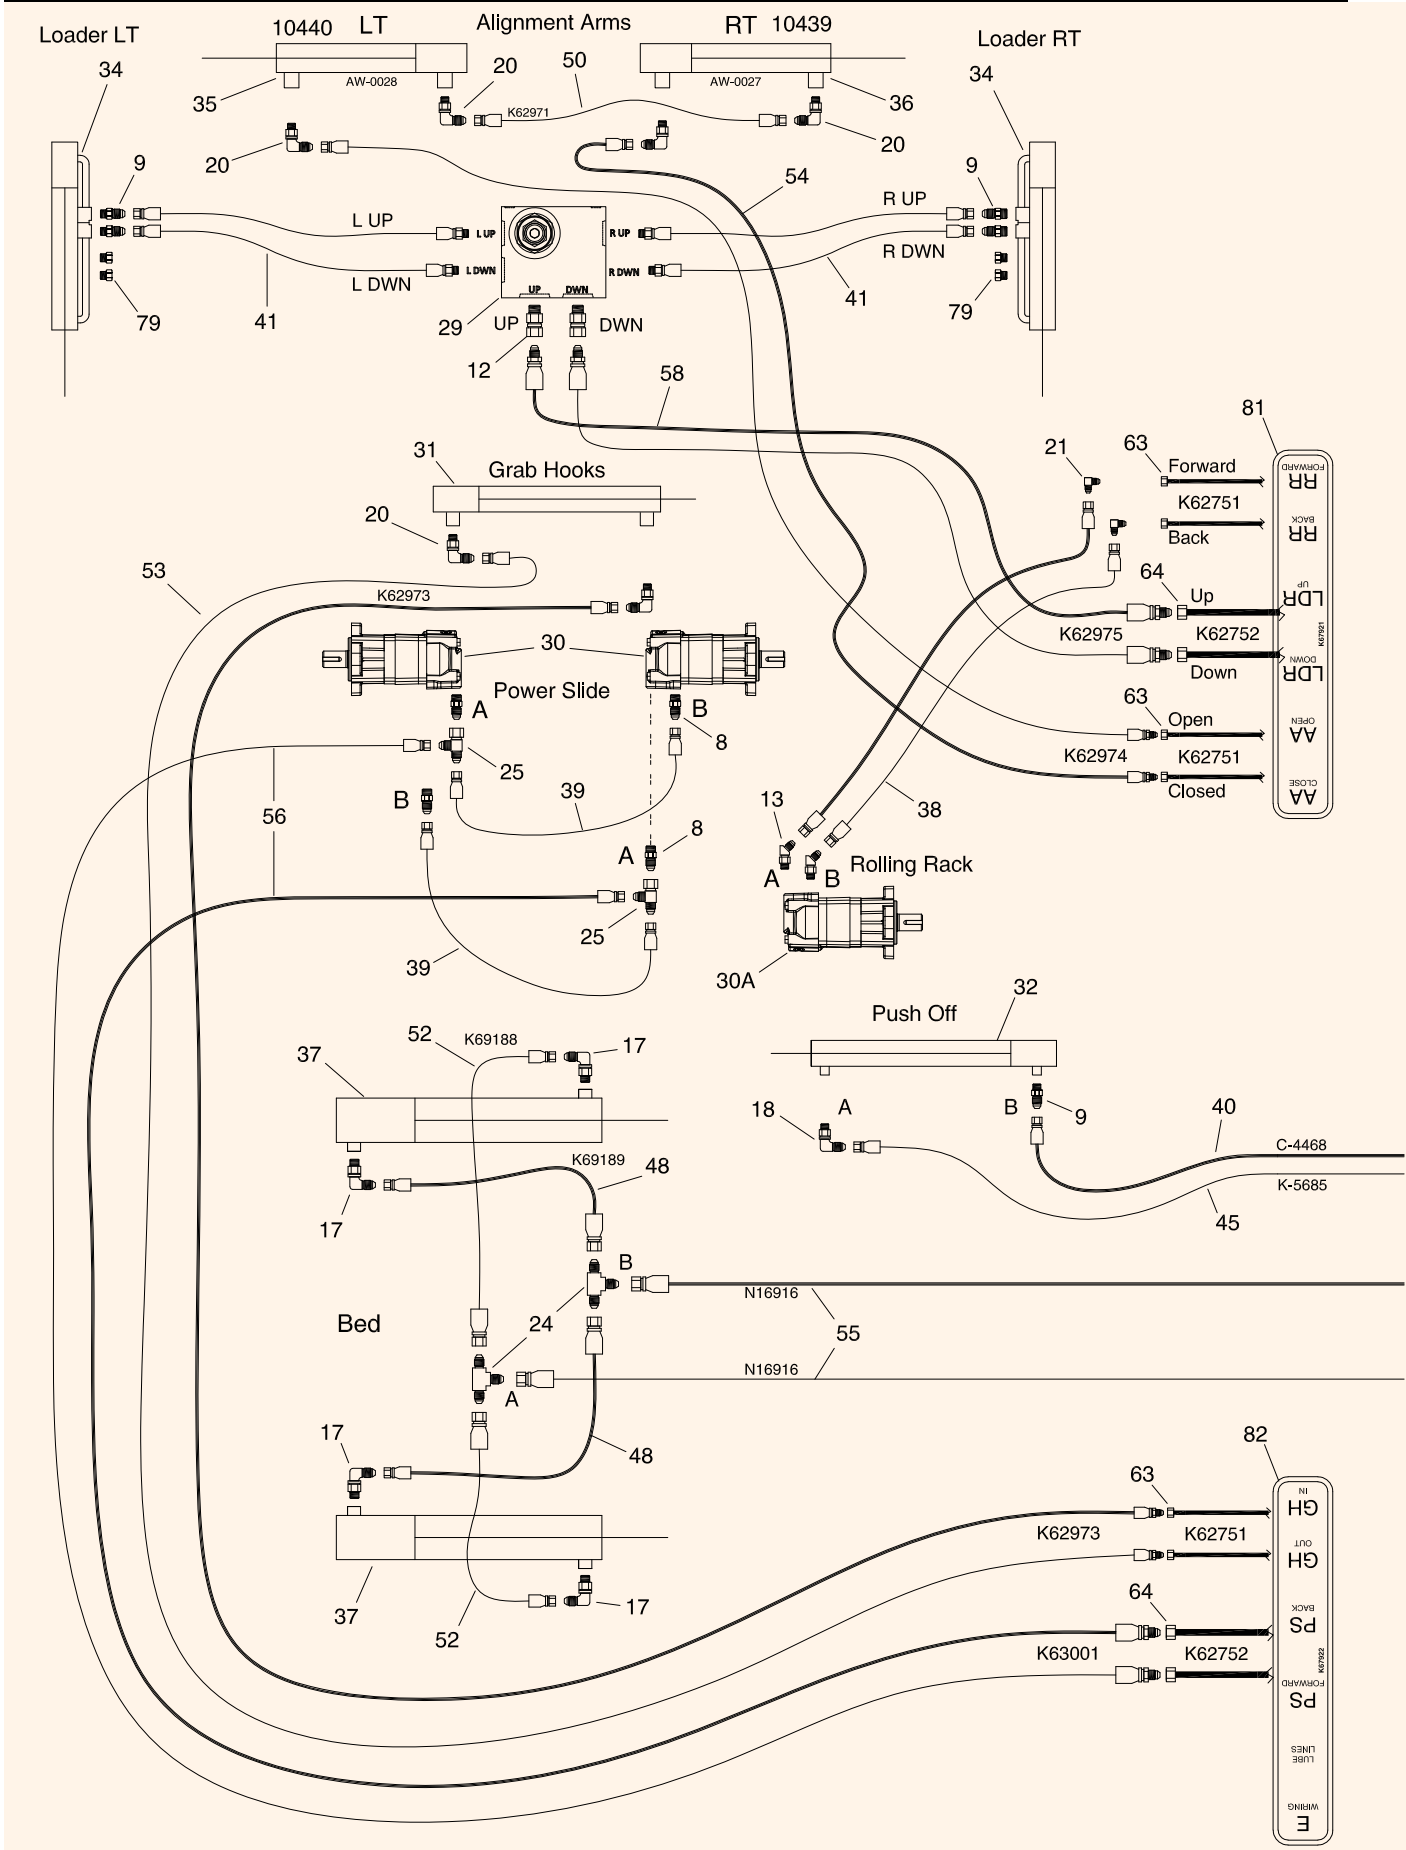 Loader LT
10440 LT
Alignment Arms
RT 10439
Loader RT
34
35
AW-0028
20
50
K62971
AW-0027
36
34
20
20
9
54
9
L UP
L UP
R UP
R UP
L DWN
L DWN
R DWN
R DWN
UP
DWN
79
41
29
UP
DWN
41
79
12
58
81
31
Grab Hooks
21
63
Forward
K62751
Back
FORWARD
RR
BACK
RR
20
53
K62973
64
Up
K62975
K62752
Down
UP
LDR
K67921
DOWN
LDR
30
Power Slide
A
B
8
63
Open
K62974
K62751
Closed
OPEN
AA
CLOSE
AA
25
B
39
56
13
38
A
8
A
B
Rolling Rack
25
39
30A
32
Push Off
52
K69188
17
37
18
A
B
9
40
C-4468
K69189
48
K-5685
45
17
B
N16916
Bed
24
55
N16916
A
17
48
82
63
K62973
K62751
IN
GH
OUT
GH
37
17
52
64
K63001
K62752
BACK
PS
K67922
FORWARD
PS
LUBE
LINES
WIRING
E